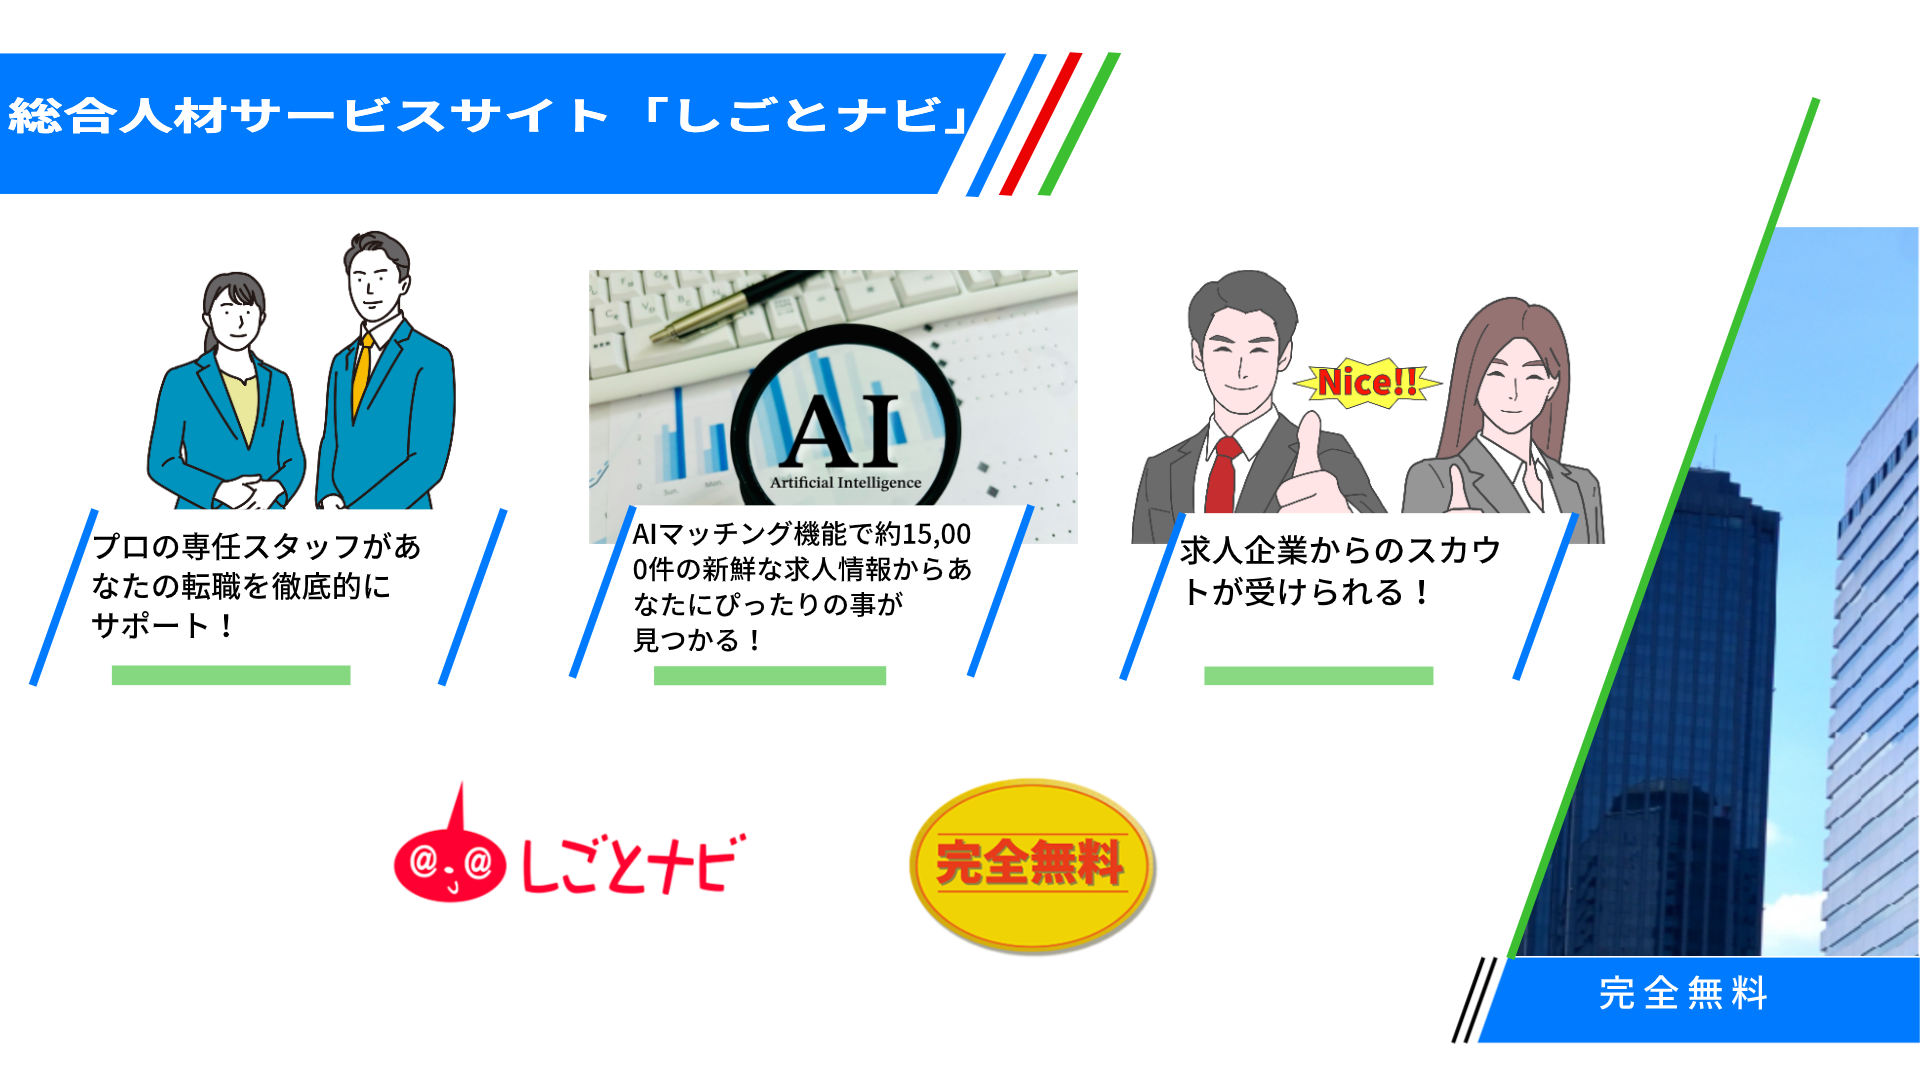 総合人材サービスサイト「しごとナビ」
プロの専任スタッフがあ
なたの転職を徹底的に
サポート！
AI
Artificial Intelligence
Sun.
Mon.
AIマッチング機能で約15,00
0件の新鮮な求人情報からあ
なたにぴったりの事が
見つかる！
Nice!!
求人企業からのスカウ
トが受けられる！
@ @ しごとナビ
完全無料
完全無料